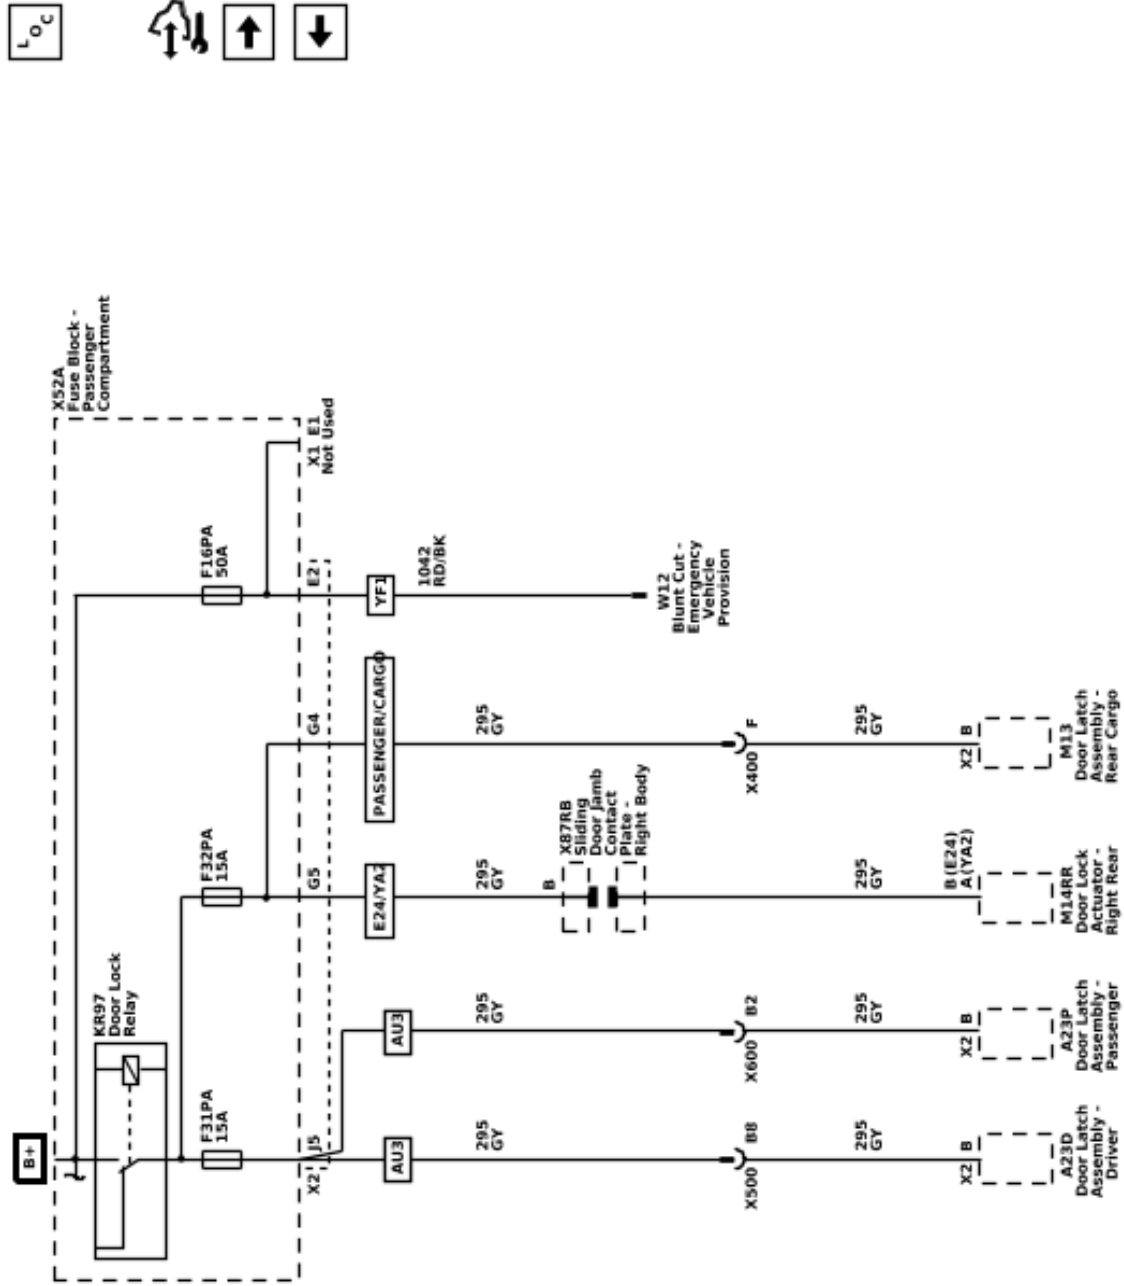 LOC
B+
KR97
Door Lock
Relay
X52A
Fuse Block -
Passenger
Compartment
F31PA
15A
F32PA
15A
F16PA
50A
X2
J5
G5
G4
E2
X1 E1
Not Used
AU3
AU3
E24/YA2
PASSENGER/CARGO
YF1
1042
RD/BK
295
GY
295
GY
295
GY
295
GY
B
X87RB
Sliding
Door Jamb
Contact
Plate -
Right Body
W12
Blunt Cut -
Emergency
Vehicle
Provision
X500
B8
X600
B2
X400
F
295
GY
295
GY
295
GY
295
GY
X2 B
X2 B
B (E24)
A (YA2)
X2 B
A23D
Door Latch
Assembly -
Driver
A23P
Door Latch
Assembly -
Passenger
M14RR
Door Lock
Actuator -
Right Rear
M13
Door Latch
Assembly -
Rear Cargo